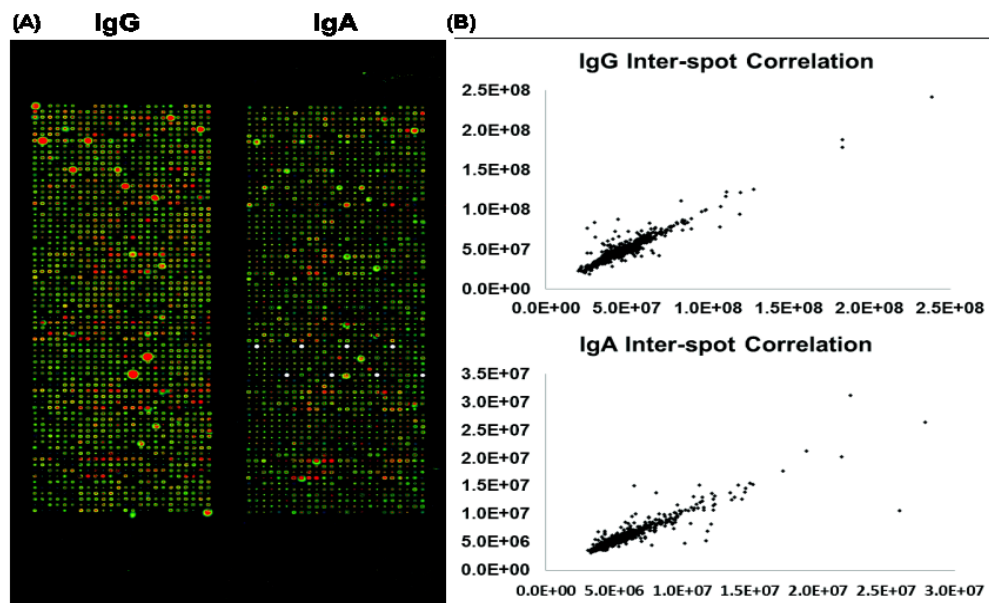 (A) IgG IgA (B)
IgG Inter-spot Correlation
2.5E+08
2.0E+08
1.5E+08
1.0E+08
5.0E+07
0.0E+00
0.0E+00 5.0E+07 1.0E+08 1.5E+08 2.0E+08 2.5E+08
IgA Inter-spot Correlation
3.5E+07
3.0E+07
2.5E+07
2.0E+07
1.5E+07
1.0E+07
5.0E+06
0.0E+00
0.0E+00 5.0E+06 1.0E+07 1.5E+07 2.0E+07 2.5E+07 3.0E+07